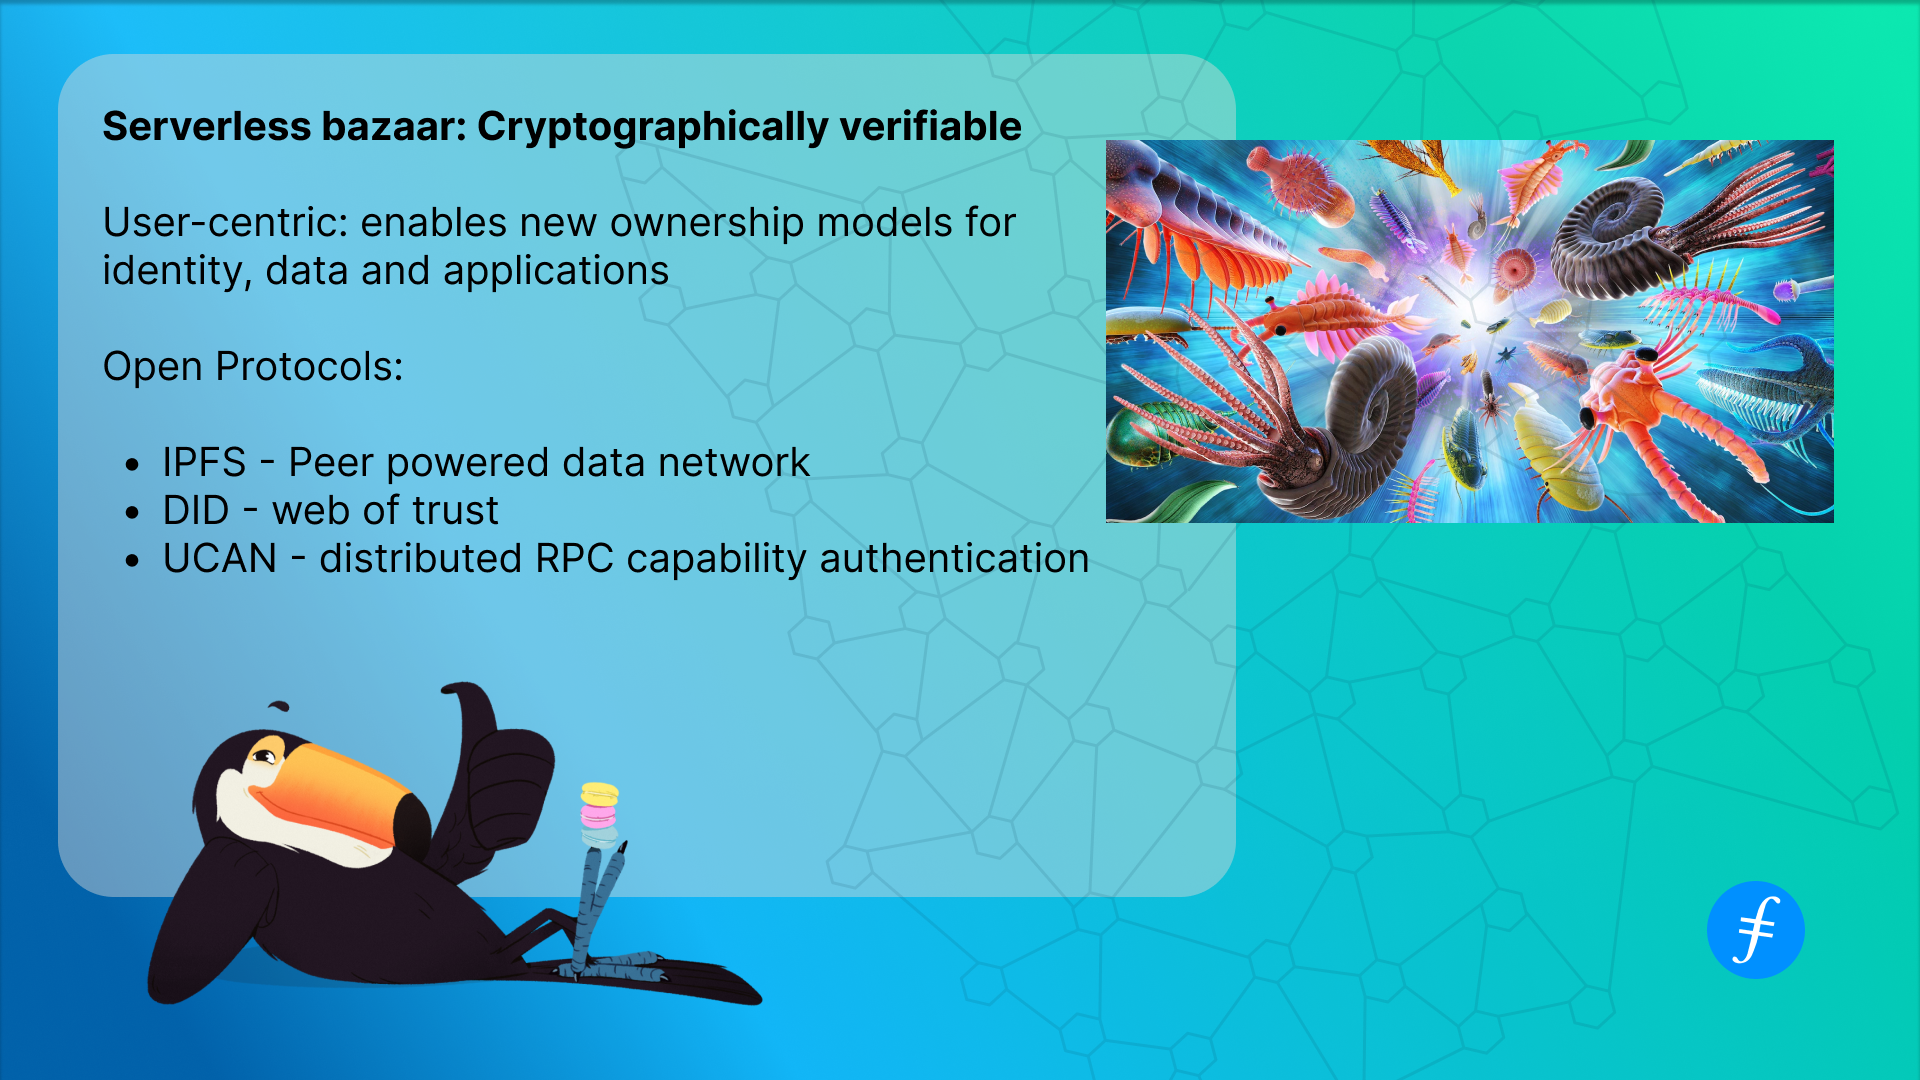 Serverless bazaar: Cryptographically verifiable
User-centric: enables new ownership models for
identity, data and applications
Open Protocols:
• IPFS - Peer powered data network
• DID - web of trust
• UCAN - distributed RPC capability authentication